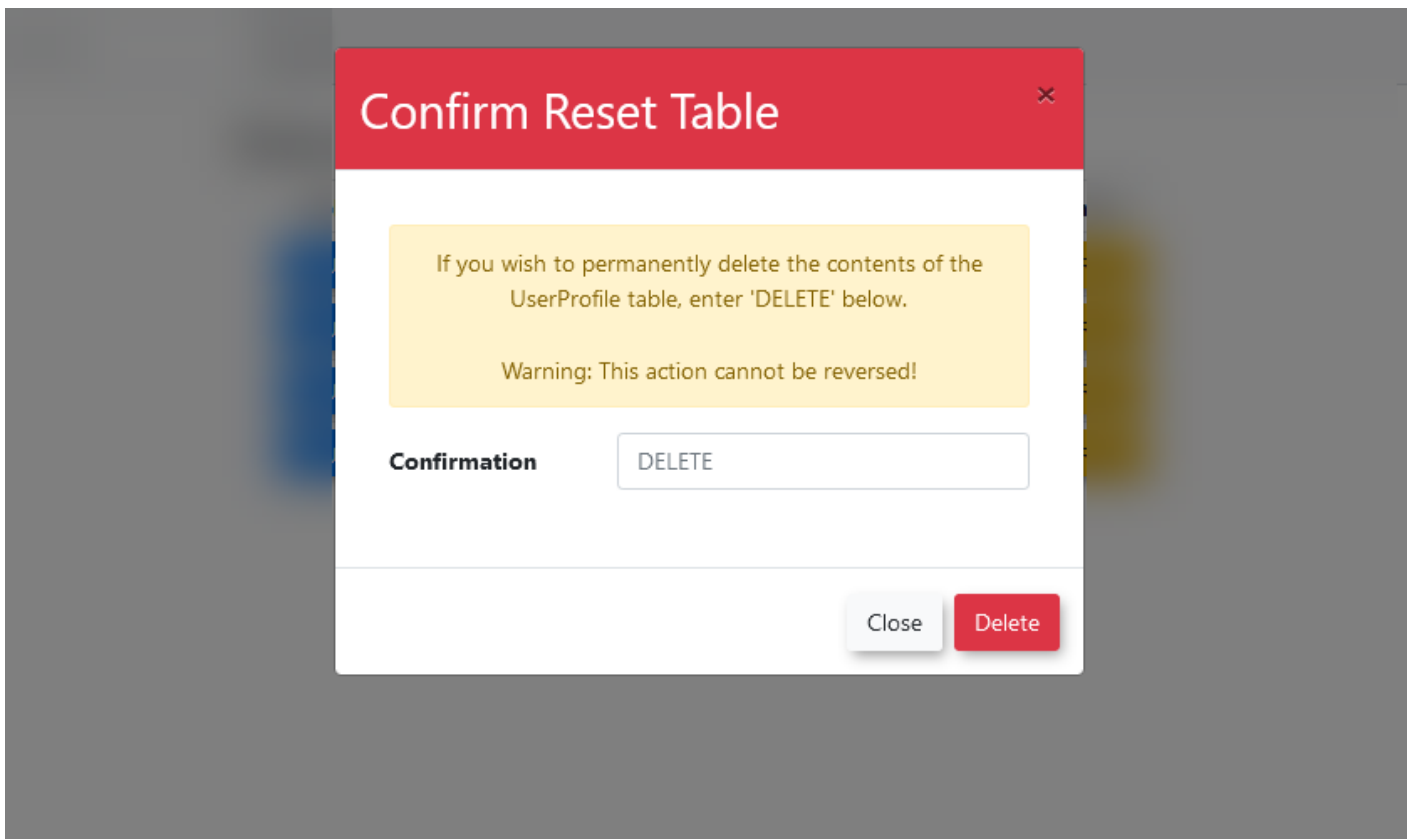 Confirm Reset Table
×
If you wish to permanently delete the contents of the
UserProfile table, enter 'DELETE' below.
Warning: This action cannot be reversed!
Confirmation
DELETE
Close
Delete